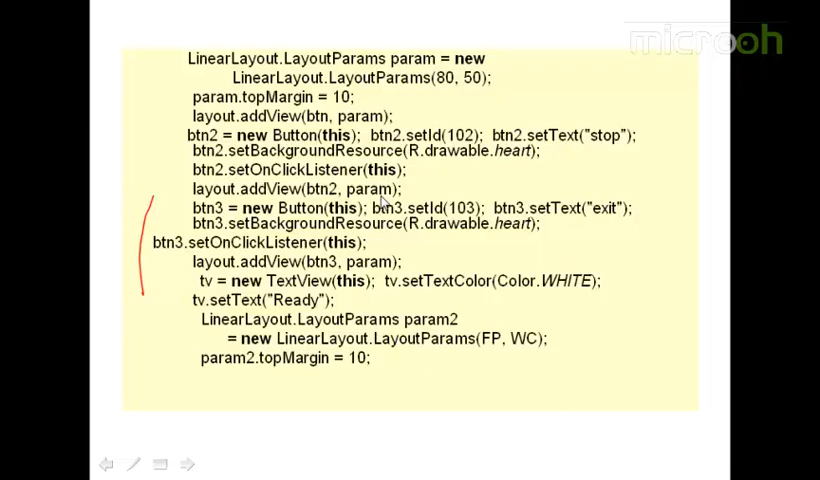 microoh
LinearLayout.LayoutParams param = new
LinearLayout.LayoutParams(80, 50);
param.topMargin = 10;
layout.addView(btn, param);
btn2 = new Button(this); btn2.setId(102); btn2.setText("stop");
btn2.setBackgroundResource(R.drawable.heart);
btn2.setOnClickListener(this);
layout.addView(btn2, param);
btn3 = new Button(this); btn3.setId(103); btn3.setText("exit");
btn3.setBackgroundResource(R.drawable.heart);
btn3.setOnClickListener(this);
layout.addView(btn3, param);
tv = new TextView(this); tv.setTextColor(Color.WHITE);
tv.setText("Ready");
LinearLayout.LayoutParams param2
= new LinearLayout.LayoutParams(FP, WC);
param2.topMargin = 10;